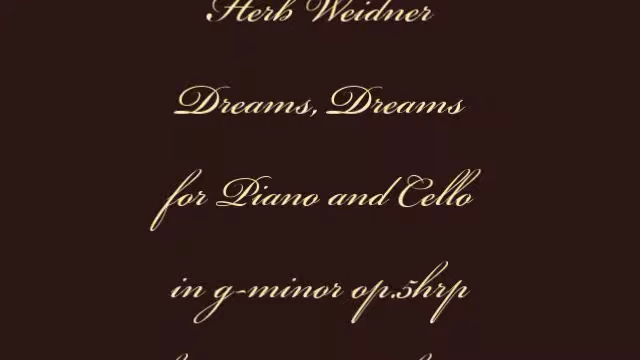 Herb Weidner
Dreams, Dreams
for Piano and Cello
in g-minor op.5hrp